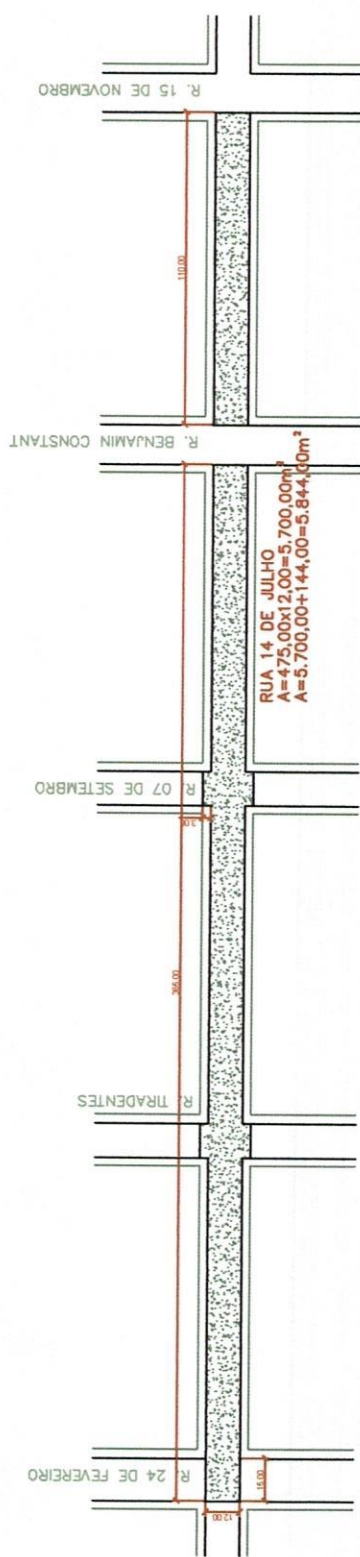 R. 15 DE NOVEMBRO
110.00
R. BENJAMIN CONSTANT
RUA 14 DE JULHO
A=475,00x12,00=5.700,00m²
A=5.700,00+144,00=5.844,00m²
R. 07 DE SETEMBRO
3.00
365.00
R. TIRADENTES
R. 24 DE FEVEREIRO
15.00
12.00